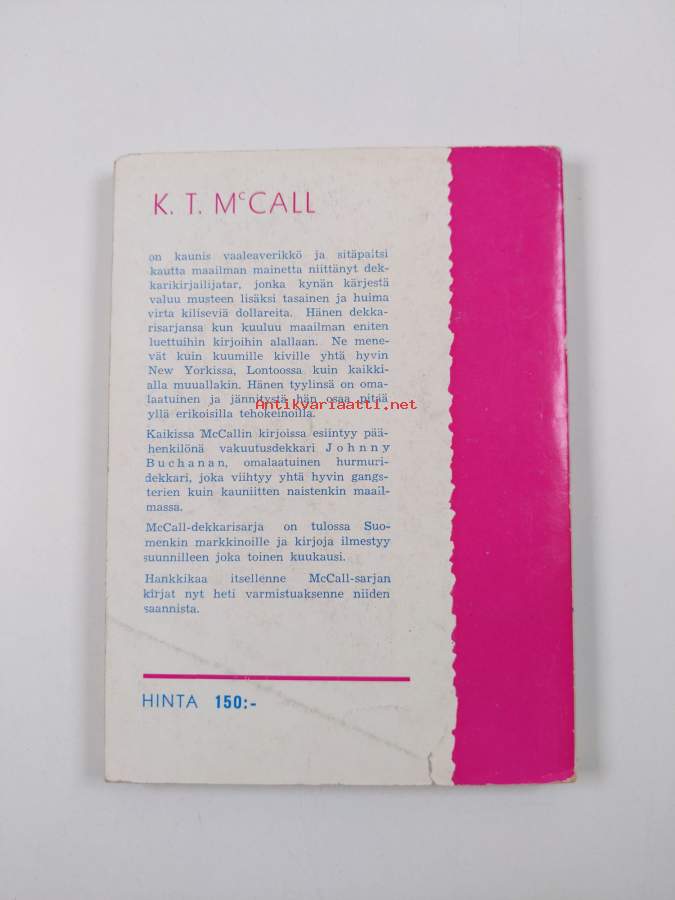 K. T. McCALL
on kaunis vaaleaverikkö ja sitäpaitsi
kautta maailman mainetta niittänyt dek-
karikirjailijatar, jonka kynän kärjestä
valuu musteen lisäksi tasainen ja huima
virta kiliseviä dollareita. Hänen dekka-
risarjansa kun kuuluu maailman eniten
luettuihin kirjoihin alallaan. Ne mene-
vät kuin kuumille kiville yhtä hyvin
New Yorkissa, Lontoossa kuin kaikki-
alla muuallakin. Hänen tyylinsä on oma-
laatuinen ja jännitystä hän osaa pitää
Antikvariaatti.net
yllä erikoisilla tehokeinoilla.
Kaikissa McCallin kirjoissa esiintyy pää-
henkilönä vakuutusdekkari Johnny
Buchanan, omalaatuinen hurmuri-
dekkari, joka viihtyy yhtä hyvin gangs-
terien kuin kauniitten naistenkin maail-
massa.
McCall-dekkarisarja on tulossa Suo-
menkin markkinoille ja kirjoja ilmestyy
suunnilleen joka toinen kuukausi.
Hankkikaa itsellenne McCall-sarjan
kirjat nyt heti varmistuaksenne niiden
saannista.
HINTA 150:-